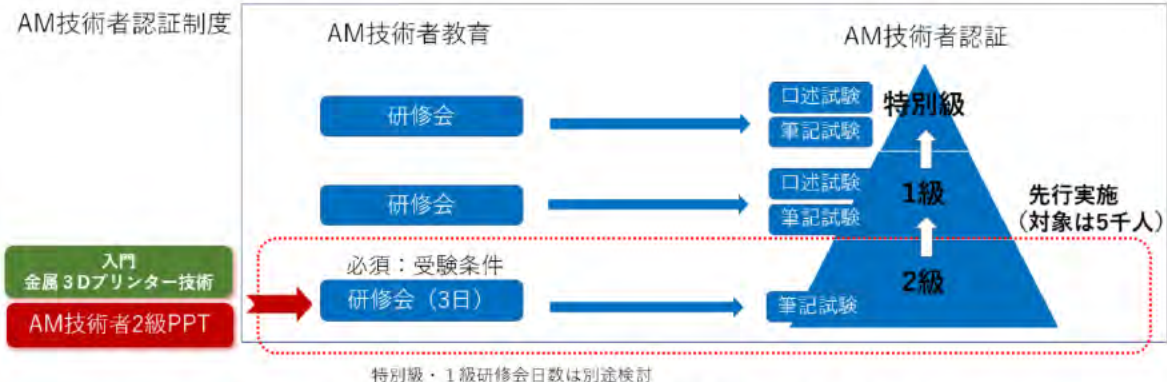 AM技術者認証制度
AM技術者教育
AM技術者認証
研修会
口述試験
筆記試験
特別級
研修会
口述試験
筆記試験
1級
先行実施
(対象は5千人)
入門
金属3Dプリンター技術
AM技術者2級PPT
必須:受験条件
研修会(3日)
筆記試験
2級
特別級・1級研修会日数は別途検討